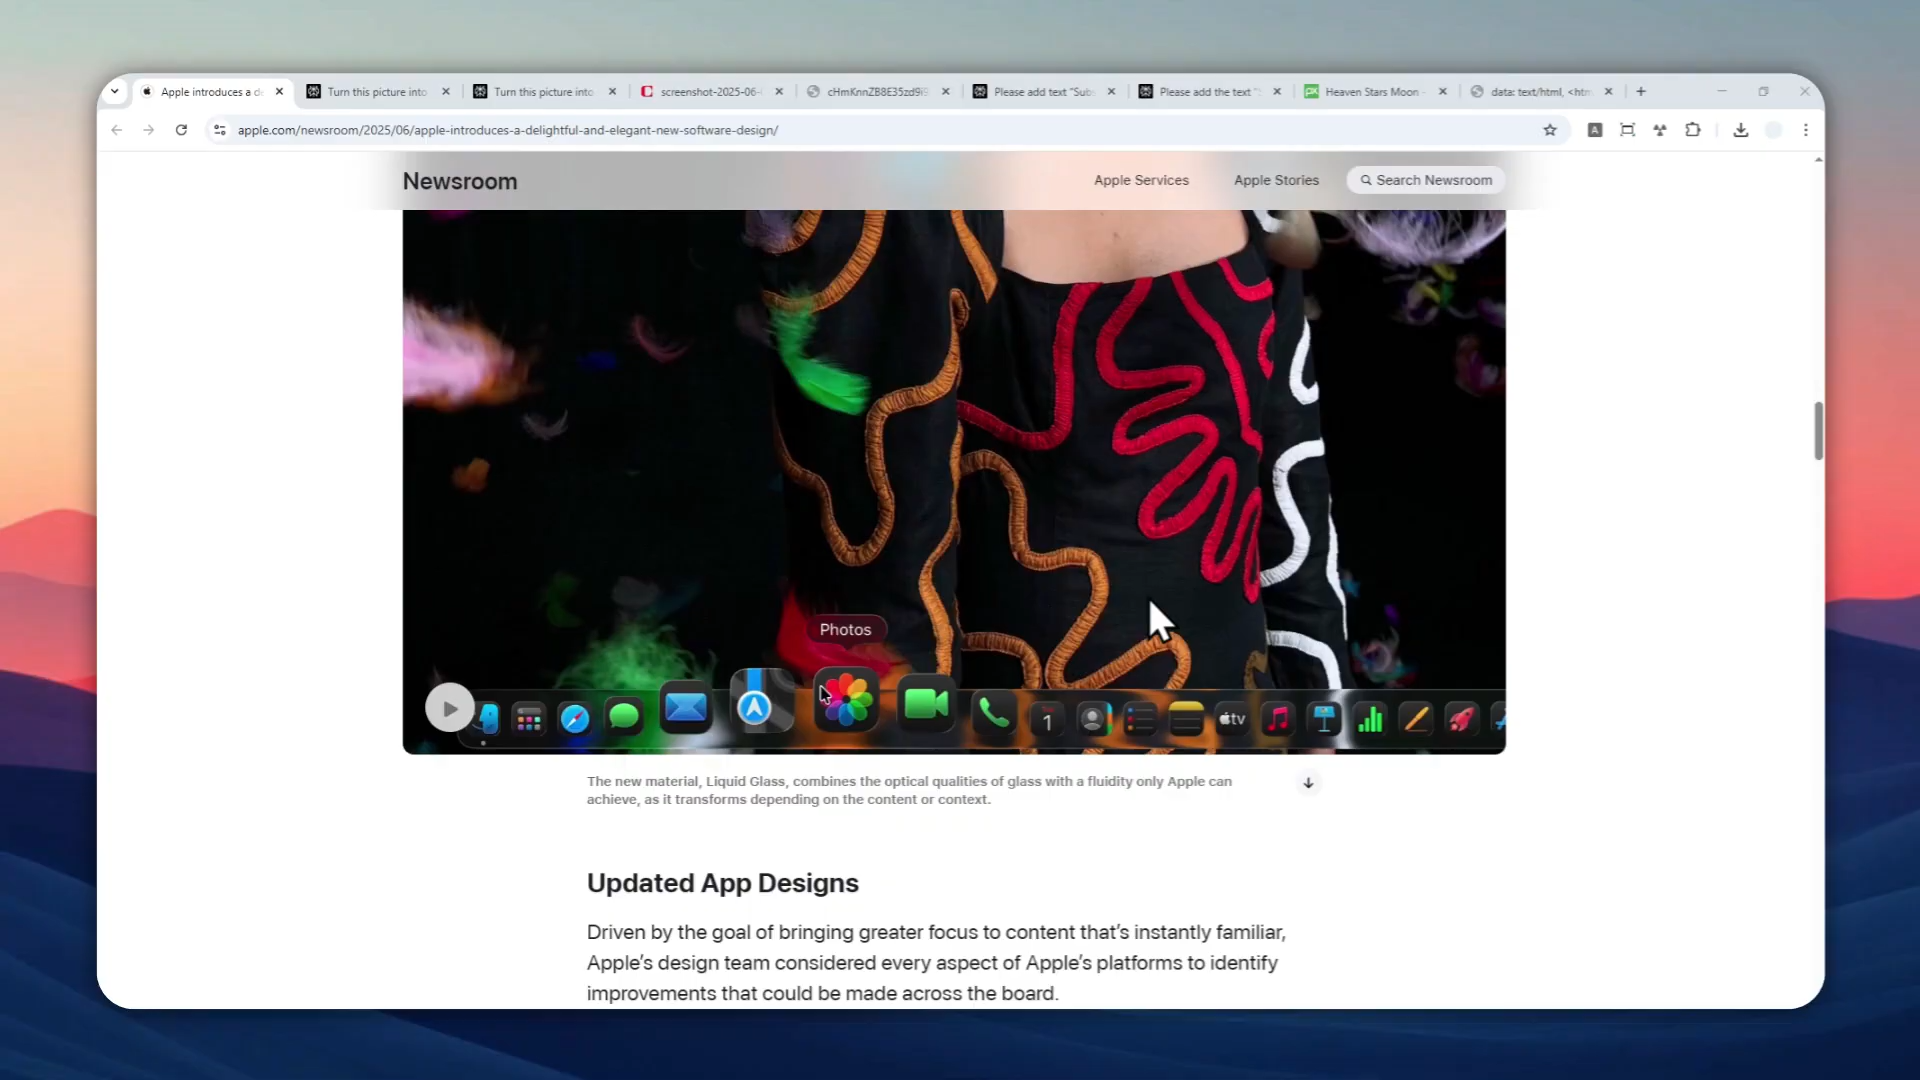 Apple introduces a de
Turn this picture into
Turn this picture into
screenshot-2025-06-
cHmKnnZB8E35zd9i9
Please add text "Sub
Please add the text "
Heaven Stars Moon -
data: text/html, <htm
apple.com/newsroom/2025/06/apple-introduces-a-delightful-and-elegant-new-software-design/
Newsroom
Apple Services
Apple Stories
Search Newsroom
Photos
1
tv
The new material, Liquid Glass, combines the optical qualities of glass with a fluidity only Apple can
achieve, as it transforms depending on the content or context.
Updated App Designs
Driven by the goal of bringing greater focus to content that's instantly familiar,
Apple's design team considered every aspect of Apple's platforms to identify
improvements that could be made across the board.